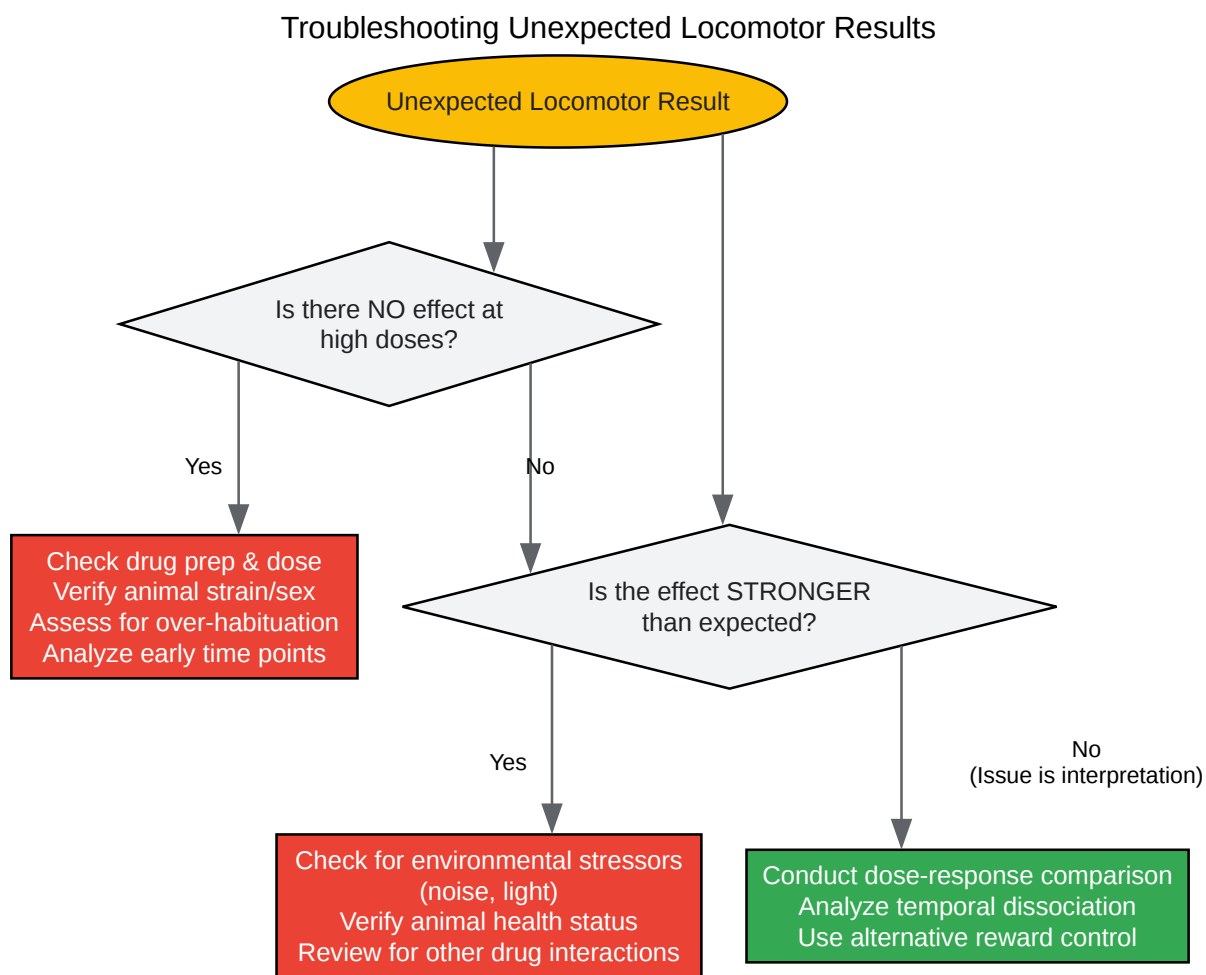 Troubleshooting Unexpected Locomotor Results
Unexpected Locomotor Result
Is there NO effect at
high doses?
Yes
No
Check drug prep & dose
Verify animal strain/sex
Assess for over-habituation
Analyze early time points
Is the effect STRONGER
than expected?
Yes
No
(Issue is interpretation)
Check for environmental stressors
(noise, light)
Verify animal health status
Review for other drug interactions
Conduct dose-response comparison
Analyze temporal dissociation
Use alternative reward control